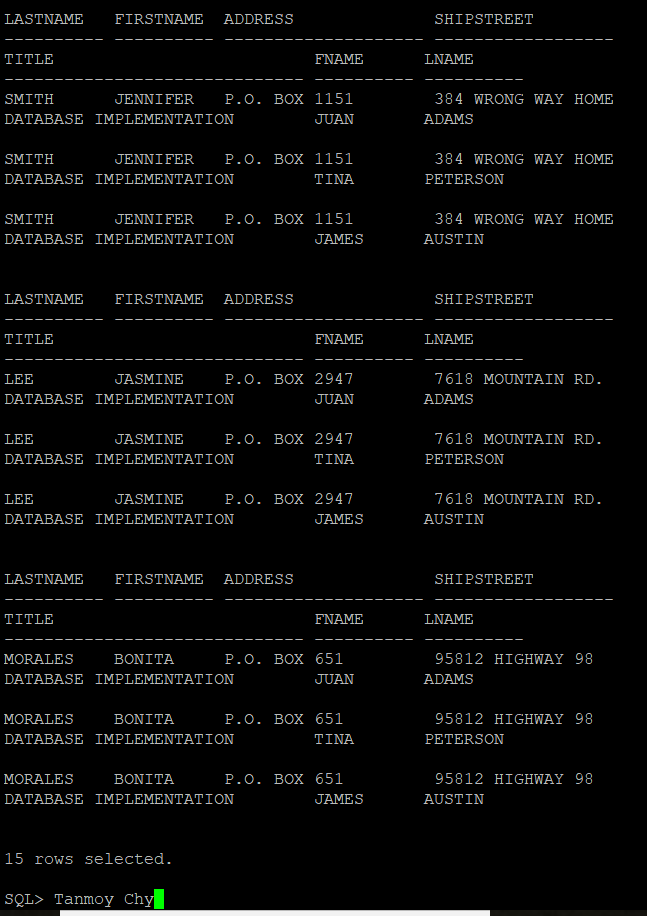 LASTNAME   FIRSTNAME  ADDRESS              SHIPSTREET
---------- ---------- -------------------- ------------------
TITLE                          FNAME      LNAME
------------------------------ ---------- ----------
SMITH      JENNIFER   P.O. BOX 1151        384 WRONG WAY HOME
DATABASE IMPLEMENTATION        JUAN       ADAMS

SMITH      JENNIFER   P.O. BOX 1151        384 WRONG WAY HOME
DATABASE IMPLEMENTATION        TINA       PETERSON

SMITH      JENNIFER   P.O. BOX 1151        384 WRONG WAY HOME
DATABASE IMPLEMENTATION        JAMES      AUSTIN


LASTNAME   FIRSTNAME  ADDRESS              SHIPSTREET
---------- ---------- -------------------- ------------------
TITLE                          FNAME      LNAME
------------------------------ ---------- ----------
LEE        JASMINE    P.O. BOX 2947        7618 MOUNTAIN RD.
DATABASE IMPLEMENTATION        JUAN       ADAMS

LEE        JASMINE    P.O. BOX 2947        7618 MOUNTAIN RD.
DATABASE IMPLEMENTATION        TINA       PETERSON

LEE        JASMINE    P.O. BOX 2947        7618 MOUNTAIN RD.
DATABASE IMPLEMENTATION        JAMES      AUSTIN


LASTNAME   FIRSTNAME  ADDRESS              SHIPSTREET
---------- ---------- -------------------- ------------------
TITLE                          FNAME      LNAME
------------------------------ ---------- ----------
MORALES    BONITA     P.O. BOX 651         95812 HIGHWAY 98
DATABASE IMPLEMENTATION        JUAN       ADAMS

MORALES    BONITA     P.O. BOX 651         95812 HIGHWAY 98
DATABASE IMPLEMENTATION        TINA       PETERSON

MORALES    BONITA     P.O. BOX 651         95812 HIGHWAY 98
DATABASE IMPLEMENTATION        JAMES      AUSTIN


15 rows selected.

SQL> Tanmoy Chy